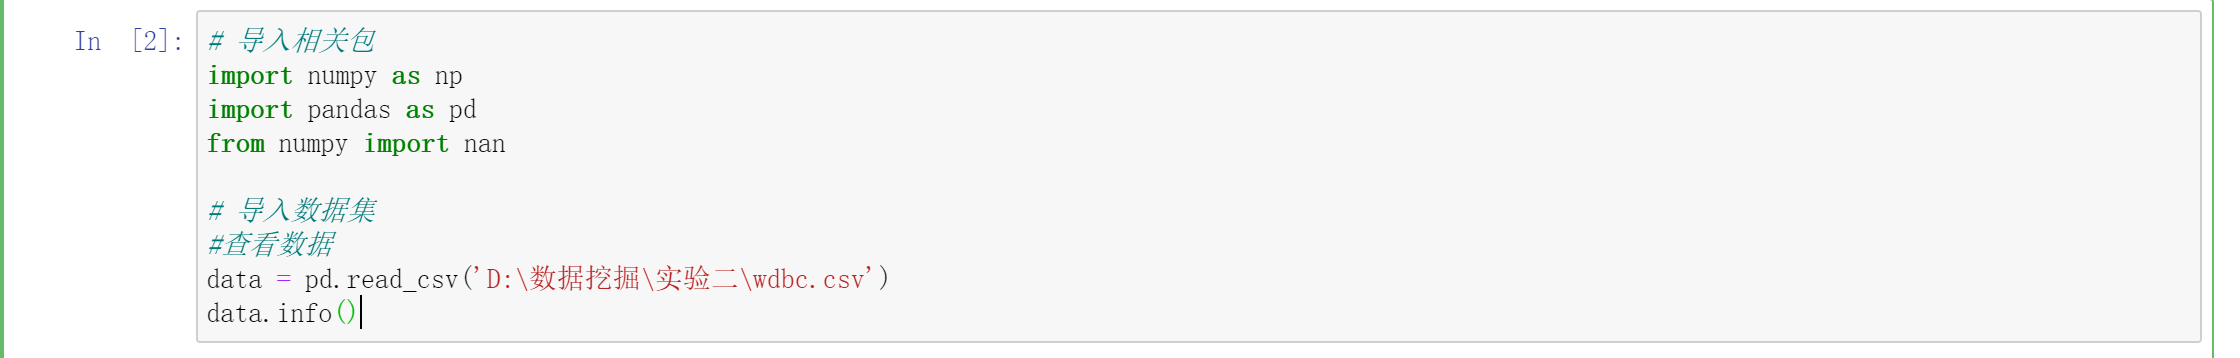 In [2]: # 导入相关包
import numpy as np
import pandas as pd
from numpy import nan
# 导入数据集
#查看数据
data = pd.read_csv('D:\数据挖掘\实验二\wdbc.csv')
data.info()